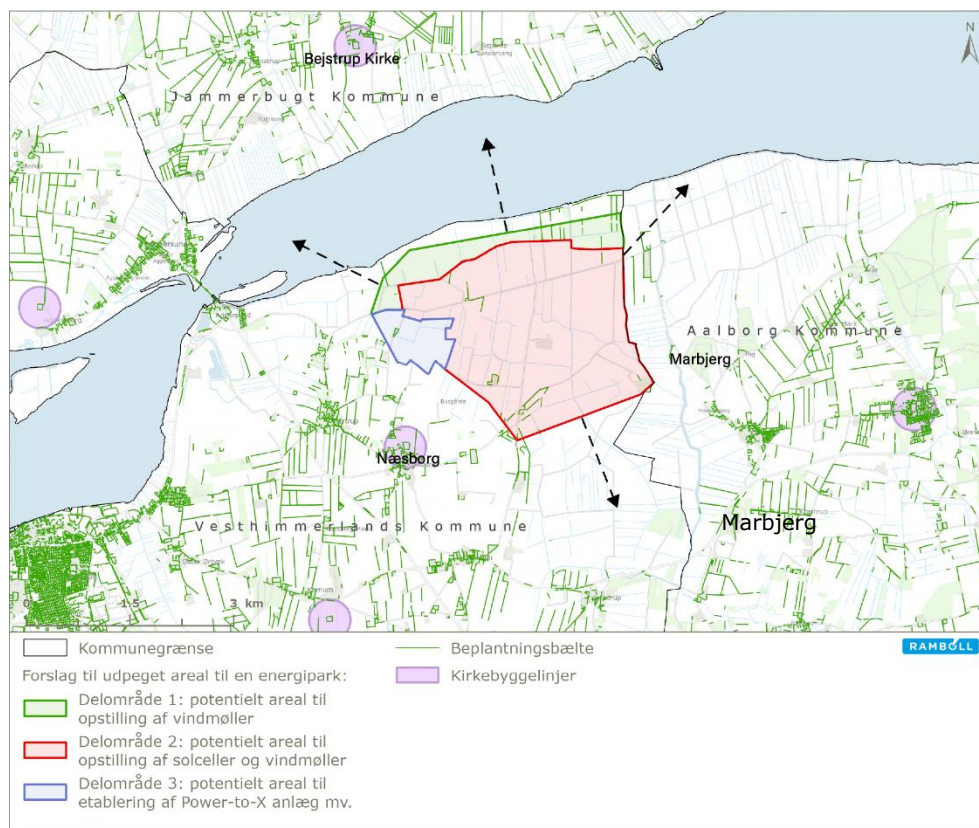 N
Bejstrup Kirke
Jammerbugt Kommune
Aalborg Kommune
Marbjerg
Næsborg
Marbjerg
Vesthimmerlands Kommune
0 1.5 3 km
Kommunegrænse
Forslag til udpeget areal til en energipark:
Delområde 1: potentielt areal til
opstilling af vindmøller
Delområde 2: potentielt areal til
opstilling af solceller og vindmøller
Delområde 3: potentielt areal til
etablering af Power-to-X anlæg mv.
Beplantningsbælte
Kirkebyggelinjer
RAMBOLL